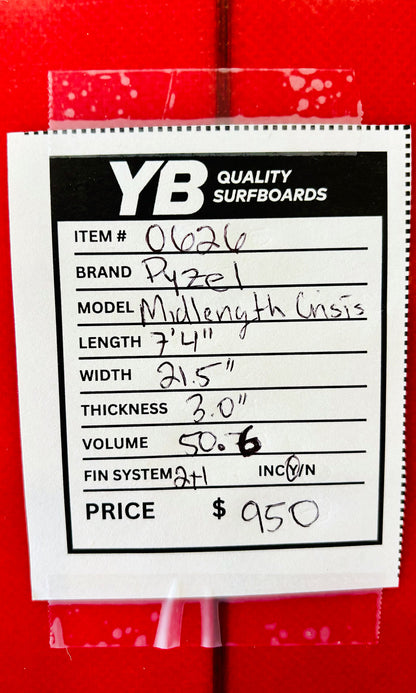 YB QUALITY
SURFBOARDS
ITEM # 0626
BRAND Pyzel
MODEL Midlength Crisis
LENGTH 7'4"
WIDTH 21.5"
THICKNESS 3.0"
VOLUME 50.6
FIN SYSTEM 2+1 INC Y/N
PRICE $ 950